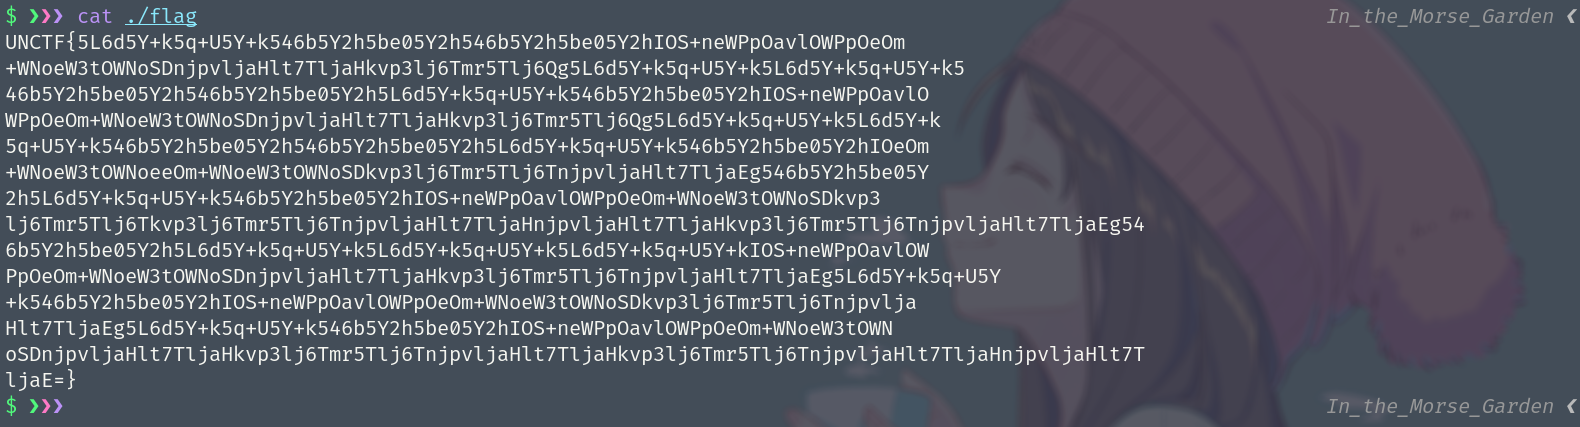 $ ❯❯❯ cat ./flag In_the_Morse_Garden ❮
UNCTF{5L6d5Y+k5q+U5Y+k546b5Y2h5be05Y2h546b5Y2h5be05Y2hIOS+neWPpOavlOWPpOeOm
+WNoeW3tOWNoSDnjpvljaHlt7TljaHkvp3lj6Tmr5Tlj6Qg5L6d5Y+k5q+U5Y+k5L6d5Y+k5q+U5Y+k5
46b5Y2h5be05Y2h546b5Y2h5be05Y2h5L6d5Y+k5q+U5Y+k546b5Y2h5be05Y2hIOS+neWPpOavlO
WPpOeOm+WNoeW3tOWNoSDnjpvljaHlt7TljaHkvp3lj6Tmr5Tlj6Qg5L6d5Y+k5q+U5Y+k5L6d5Y+k
5q+U5Y+k546b5Y2h5be05Y2h546b5Y2h5be05Y2h5L6d5Y+k5q+U5Y+k546b5Y2h5be05Y2hIOeOm
+WNoeW3tOWNoeeOm+WNoeW3tOWNoSDkvp3lj6Tmr5Tlj6TnjpvljaHlt7TljaEg546b5Y2h5be05Y
2h5L6d5Y+k5q+U5Y+k546b5Y2h5be05Y2hIOS+neWPpOavlOWPpOeOm+WNoeW3tOWNoSDkvp3
lj6Tmr5Tlj6Tkvp3lj6Tmr5Tlj6TnjpvljaHlt7TljaHnjpvljaHlt7TljaHkvp3lj6Tmr5Tlj6TnjpvljaHlt7TljaEg54
6b5Y2h5be05Y2h5L6d5Y+k5q+U5Y+k5L6d5Y+k5q+U5Y+k5L6d5Y+k5q+U5Y+kIOS+neWPpOavlOW
PpOeOm+WNoeW3tOWNoSDnjpvljaHlt7TljaHkvp3lj6Tmr5Tlj6TnjpvljaHlt7TljaEg5L6d5Y+k5q+U5Y
+k546b5Y2h5be05Y2hIOS+neWPpOavlOWPpOeOm+WNoeW3tOWNoSDkvp3lj6Tmr5Tlj6Tnjpvlja
Hlt7TljaEg5L6d5Y+k5q+U5Y+k546b5Y2h5be05Y2hIOS+neWPpOavlOWPpOeOm+WNoeW3tOWN
oSDnjpvljaHlt7TljaHkvp3lj6Tmr5Tlj6TnjpvljaHlt7TljaHkvp3lj6Tmr5Tlj6TnjpvljaHlt7TljaHnjpvljaHlt7T
ljaE=}
$ ❯❯❯ In_the_Morse_Garden ❮